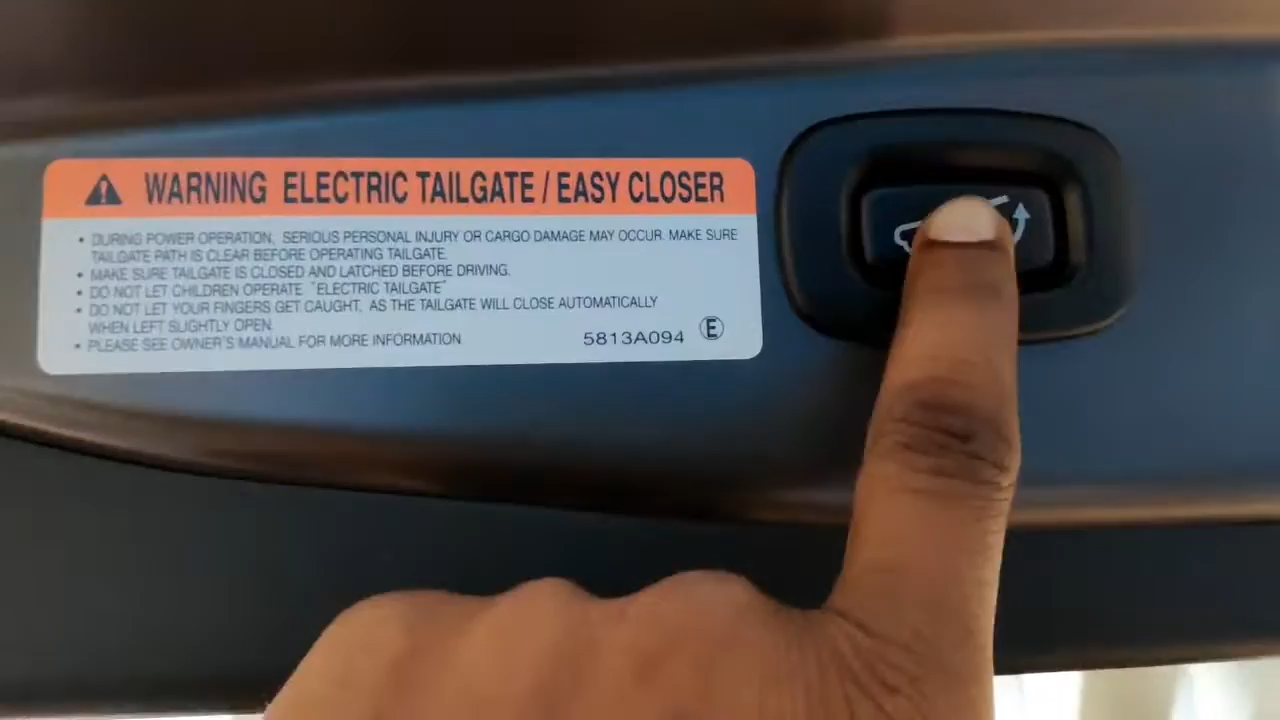 WARNING ELECTRIC TAILGATE / EASY CLOSER
• DURING POWER OPERATION, SERIOUS PERSONAL INJURY OR CARGO DAMAGE MAY OCCUR. MAKE SURE
TAILGATE PATH IS CLEAR BEFORE OPERATING TAILGATE.
• MAKE SURE TAILGATE IS CLOSED AND LATCHED BEFORE DRIVING.
• DO NOT LET CHILDREN OPERATE "ELECTRIC TAILGATE"
• DO NOT LET YOUR FINGERS GET CAUGHT, AS THE TAILGATE WILL CLOSE AUTOMATICALLY
WHEN LEFT SLIGHTLY OPEN.
• PLEASE SEE OWNER'S MANUAL FOR MORE INFORMATION
5813A094 Ⓔ